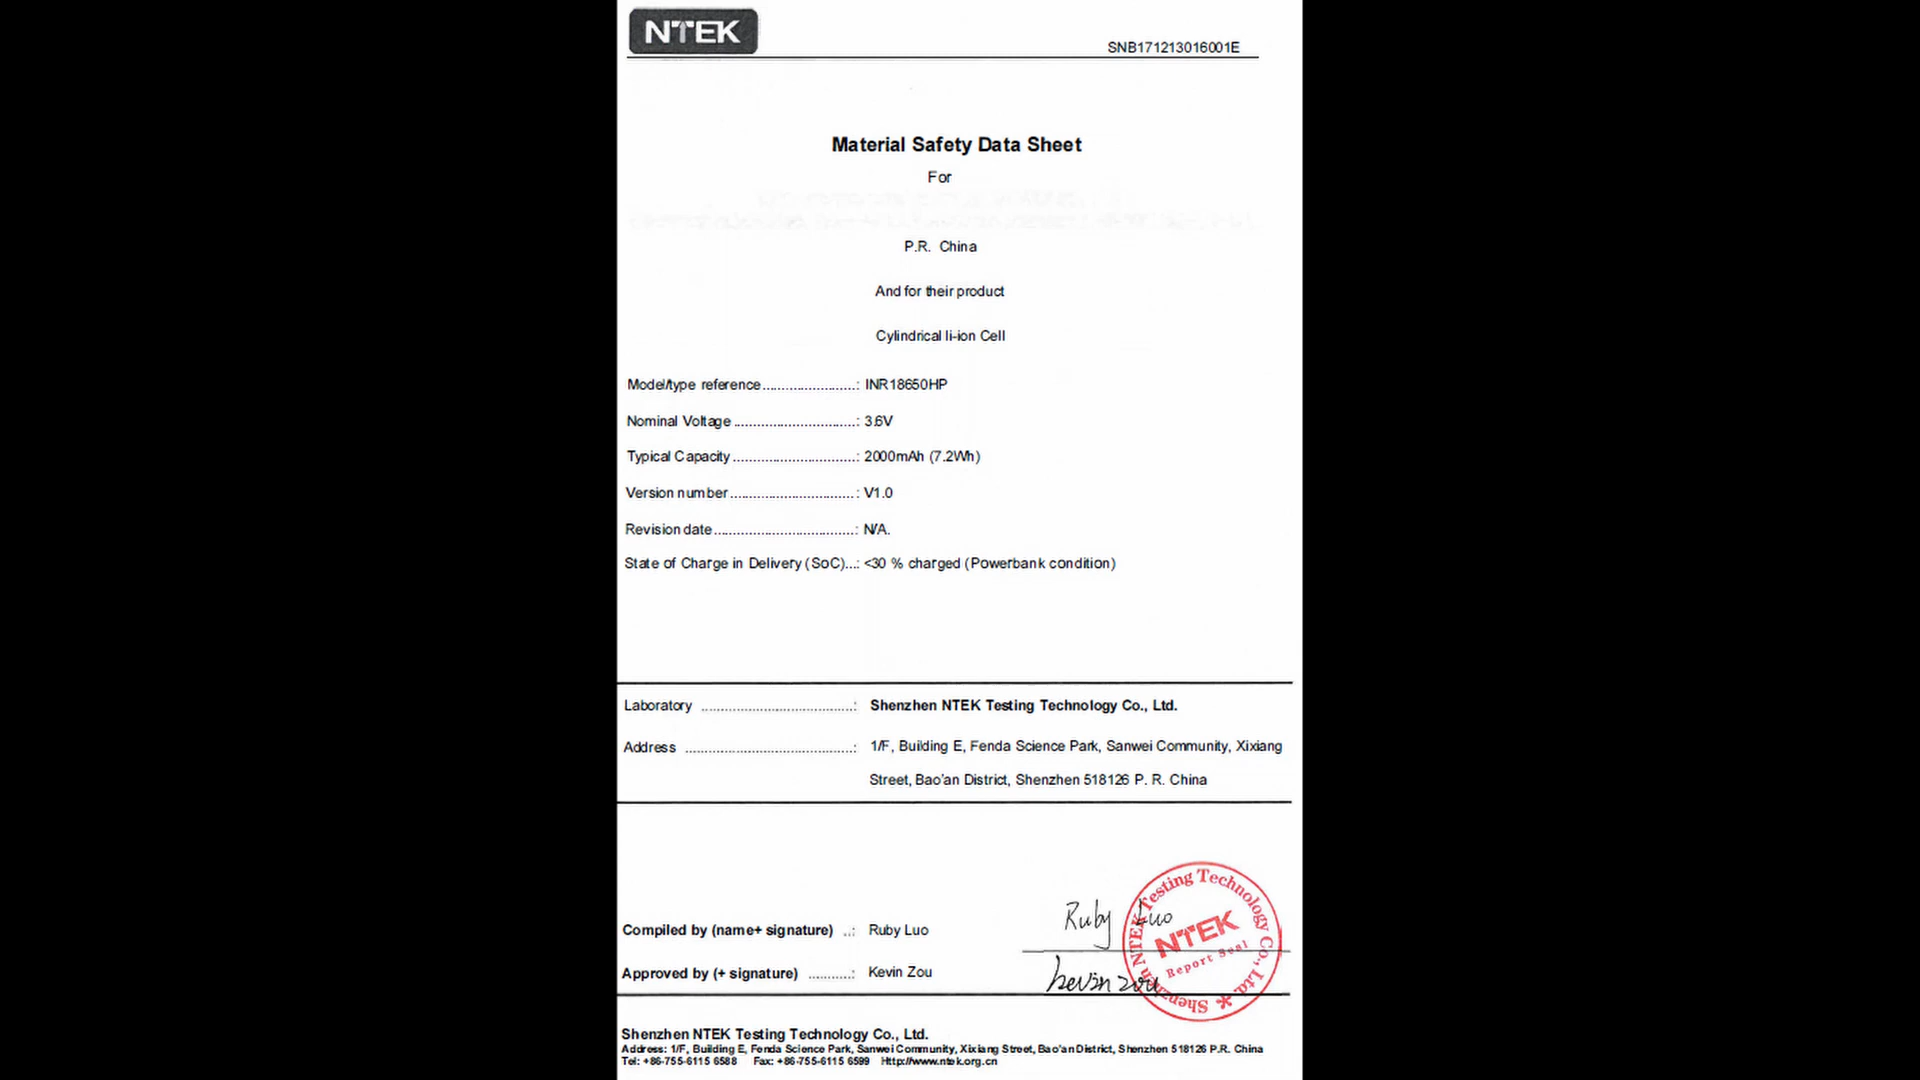 NTEK
SNB171213016001E
Material Safety Data Sheet
For
P.R. China
And for their product
Cylindrical li-ion Cell
Model/type reference.......................: INR18650HP
Nominal Voltage ..............................: 3.6V
Typical Capacity ..............................: 2000mAh (7.2Wh)
Version number..............................: V1.0
Revision date..................................: N/A.
State of Charge in Delivery (SoC)...: <30 % charged (Powerbank condition)
Laboratory .....................................: Shenzhen NTEK Testing Technology Co., Ltd.
Address .........................................: 1/F, Building E, Fenda Science Park, Sanwei Community, Xixiang
Street, Bao'an District, Shenzhen 518126 P. R. China
Compiled by (name+ signature) ..: Ruby Luo
Ruby Luo
Approved by (+ signature) ..........: Kevin Zou
kevin zou
Shenzhen NTEK Testing Technology Co., Ltd.
NTEK
Report Seal
Shenzhen NTEK Testing Technology Co., Ltd.
Address: 1/F, Building E, Fenda Science Park, Sanwei Community, Xixiang Street, Bao'an District, Shenzhen 518126 P.R. China
Tel: +86-755-6115 6588 Fax: +86-755-6115 6599 Http://www.ntek.org.cn